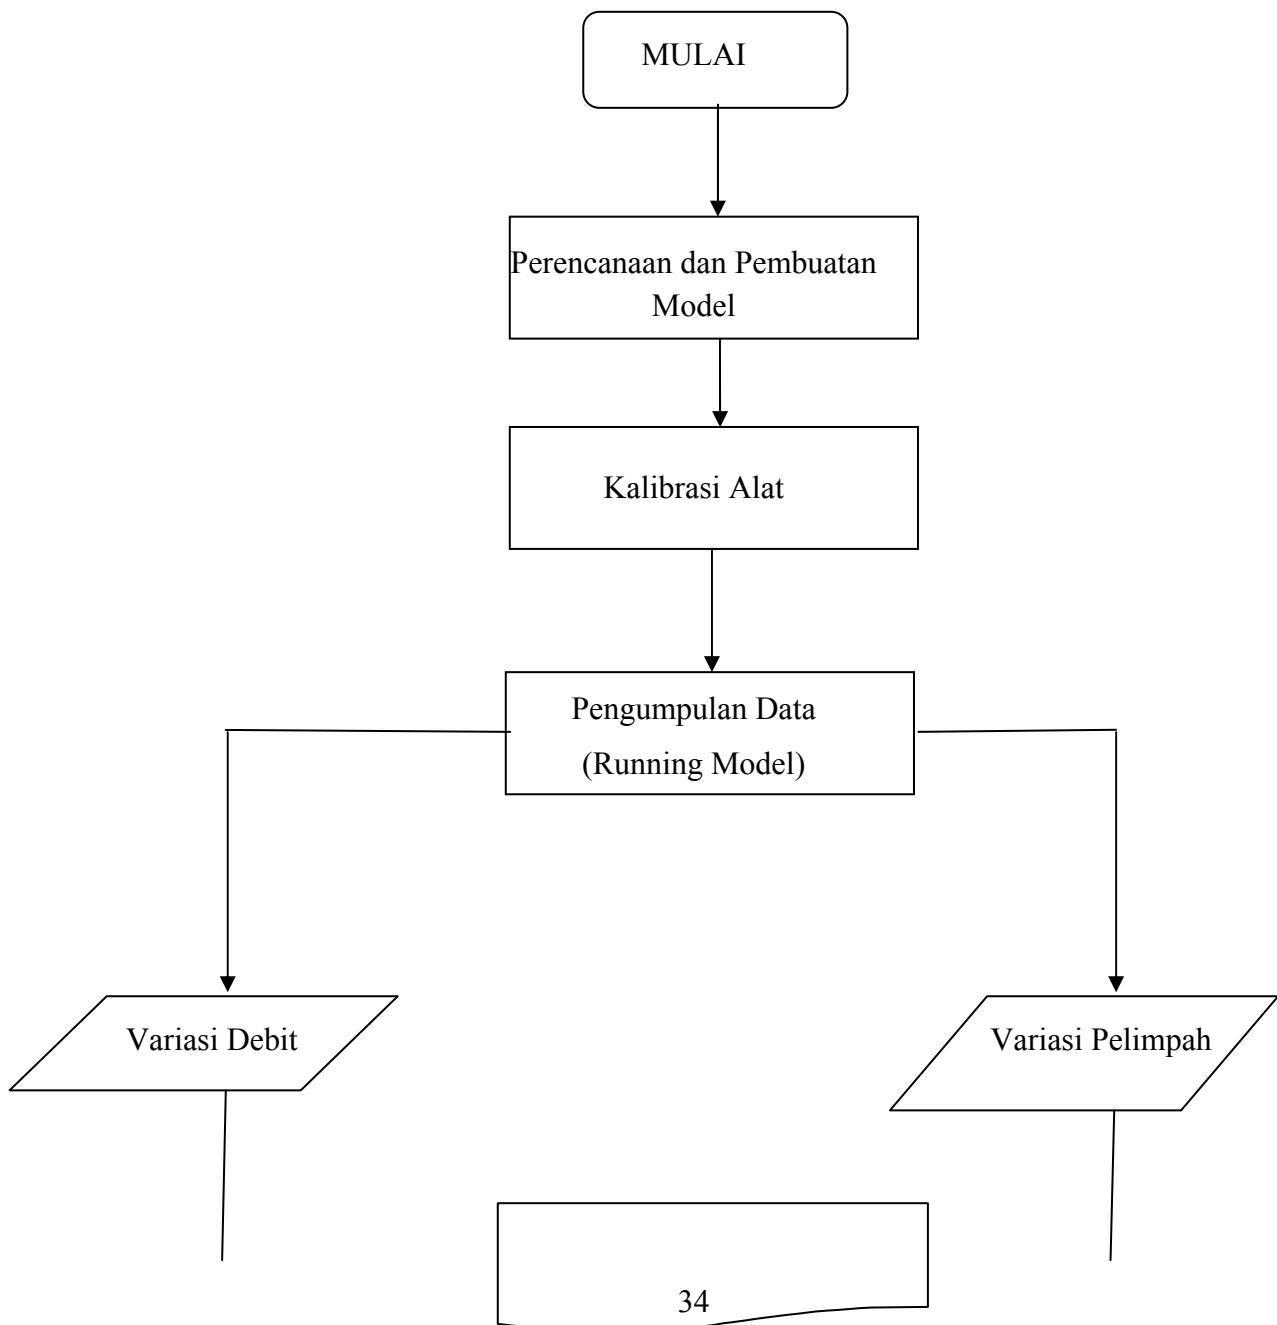 MULAI
Perencanaan dan Pembuatan
Model
Kalibrasi Alat
Pengumpulan Data
(Running Model)
Variasi Debit
Variasi Pelimpah
34